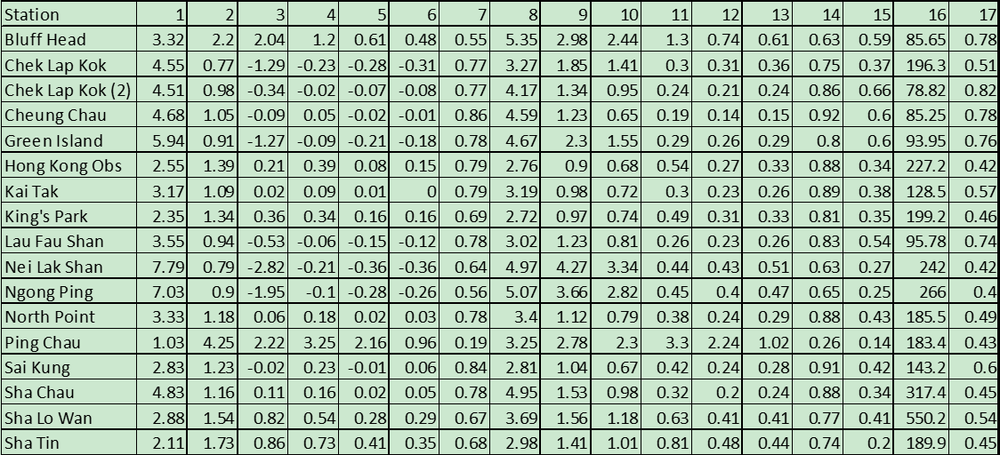 Station 1 2 3 4 5 6 7 8 9 10 11 12 13 14 15 16 17
Bluff Head 3.32 2.2 2.04 1.2 0.61 0.48 0.55 5.35 2.98 2.44 1.3 0.74 0.61 0.63 0.59 85.65 0.78
Chek Lap Kok 4.55 0.77 -1.29 -0.23 -0.28 -0.31 0.77 3.27 1.85 1.41 0.3 0.31 0.36 0.75 0.37 196.3 0.51
Chek Lap Kok (2) 4.51 0.98 -0.34 -0.02 -0.07 -0.08 0.77 4.17 1.34 0.95 0.24 0.21 0.24 0.86 0.66 78.82 0.82
Cheung Chau 4.68 1.05 -0.09 0.05 -0.02 -0.01 0.86 4.59 1.23 0.65 0.19 0.14 0.15 0.92 0.6 85.25 0.78
Green Island 5.94 0.91 -1.27 -0.09 -0.21 -0.18 0.78 4.67 2.3 1.55 0.29 0.26 0.29 0.8 0.6 93.95 0.76
Hong Kong Obs 2.55 1.39 0.21 0.39 0.08 0.15 0.79 2.76 0.9 0.68 0.54 0.27 0.33 0.88 0.34 227.2 0.42
Kai Tak 3.17 1.09 0.02 0.09 0.01 0 0.79 3.19 0.98 0.72 0.3 0.23 0.26 0.89 0.38 128.5 0.57
King's Park 2.35 1.34 0.36 0.34 0.16 0.16 0.69 2.72 0.97 0.74 0.49 0.31 0.33 0.81 0.35 199.2 0.46
Lau Fau Shan 3.55 0.94 -0.53 -0.06 -0.15 -0.12 0.78 3.02 1.23 0.81 0.26 0.23 0.26 0.83 0.54 95.78 0.74
Nei Lak Shan 7.79 0.79 -2.82 -0.21 -0.36 -0.36 0.64 4.97 4.27 3.34 0.44 0.43 0.51 0.63 0.27 242 0.42
Ngong Ping 7.03 0.9 -1.95 -0.1 -0.28 -0.26 0.56 5.07 3.66 2.82 0.45 0.4 0.47 0.65 0.25 266 0.4
North Point 3.33 1.18 0.06 0.18 0.02 0.03 0.78 3.4 1.12 0.79 0.38 0.24 0.29 0.88 0.43 185.5 0.49
Ping Chau 1.03 4.25 2.22 3.25 2.16 0.96 0.19 3.25 2.78 2.3 3.3 2.24 1.02 0.26 0.14 183.4 0.43
Sai Kung 2.83 1.23 -0.02 0.23 -0.01 0.06 0.84 2.81 1.04 0.67 0.42 0.24 0.28 0.91 0.42 143.2 0.6
Sha Chau 4.83 1.16 0.11 0.16 0.02 0.05 0.78 4.95 1.53 0.98 0.32 0.2 0.24 0.88 0.34 317.4 0.45
Sha Lo Wan 2.88 1.54 0.82 0.54 0.28 0.29 0.67 3.69 1.56 1.18 0.63 0.41 0.41 0.77 0.41 550.2 0.54
Sha Tin 2.11 1.73 0.86 0.73 0.41 0.35 0.68 2.98 1.41 1.01 0.81 0.48 0.44 0.74 0.2 189.9 0.45